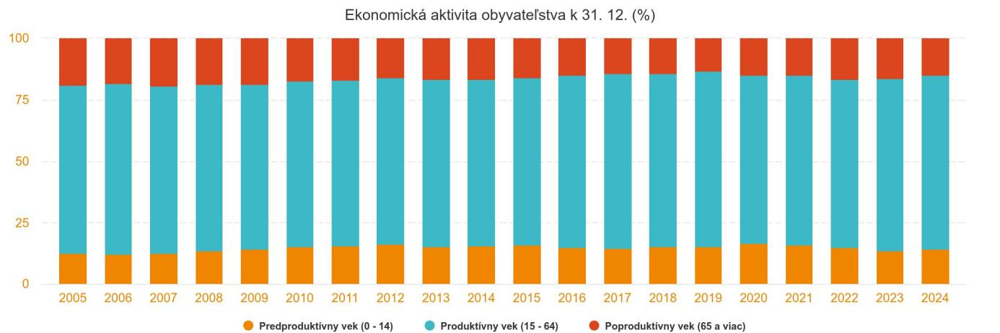 Ekonomická aktivita obyvateľstva k 31. 12. (%)
100
75
50
25
0
2005 2006 2007 2008 2009 2010 2011 2012 2013 2014 2015 2016 2017 2018 2019 2020 2021 2022 2023 2024
Predproduktívny vek (0 - 14) Produktívny vek (15 - 64) Poproduktívny vek (65 a viac)